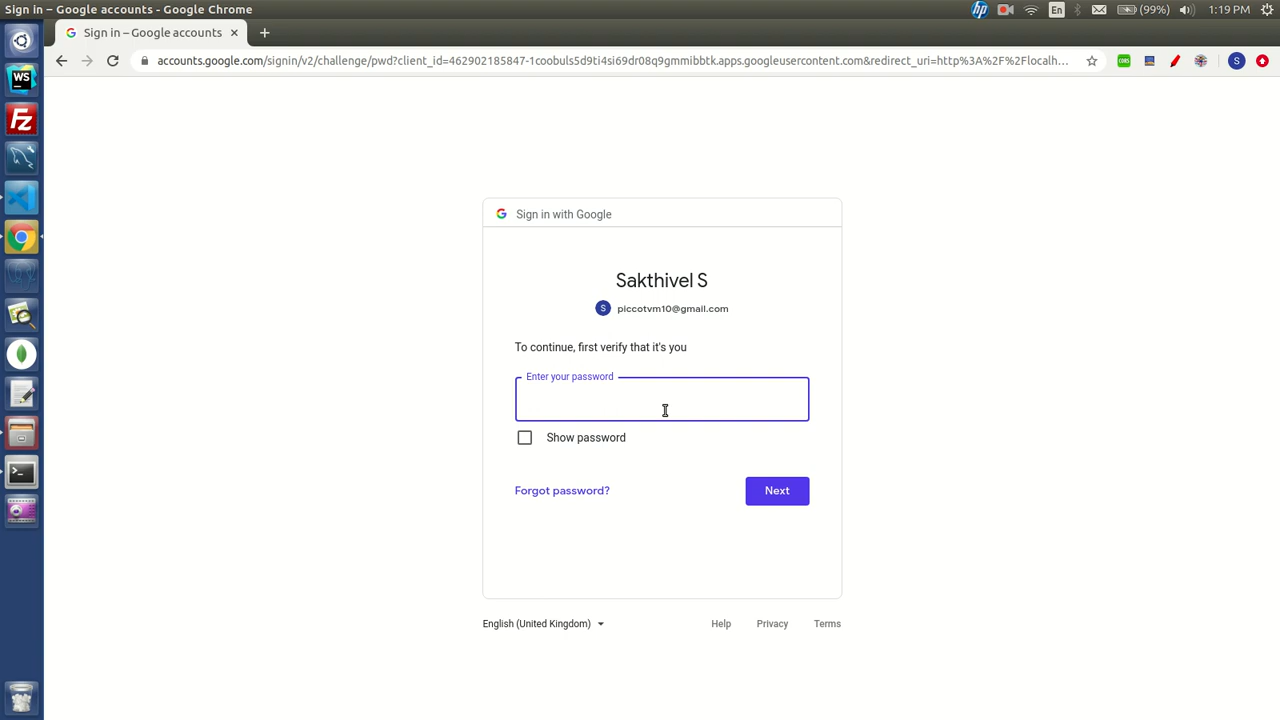 Sign in – Google accounts - Google Chrome
En
(99%)
1:19 PM
Sign in – Google accounts
accounts.google.com/signin/v2/challenge/pwd?client_id=462902185847-1coobuls5d9ti4si69dr08q9gmmibbtk.apps.googleusercontent.com&redirect_uri=http%3A%2F%2Flocalh...
CORS
S
WS
FZ
Sign in with Google
Sakthivel S
S
piccotvm10@gmail.com
To continue, first verify that it's you
Enter your password
Show password
Forgot password?
Next
English (United Kingdom)
Help
Privacy
Terms